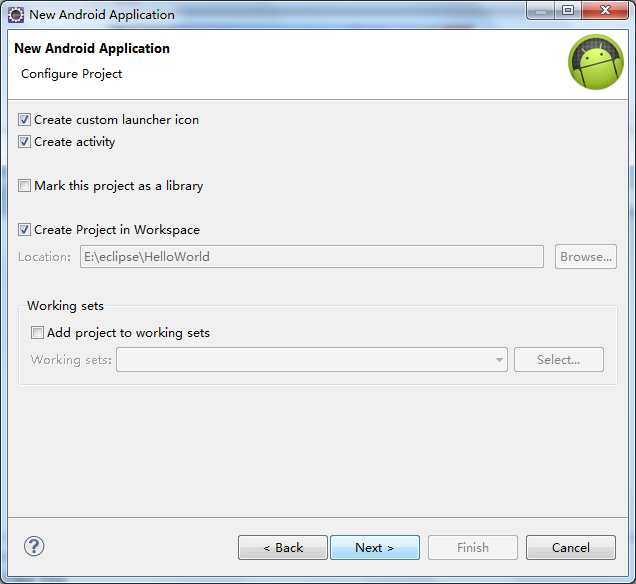 New Android Application
New Android Application
Configure Project
Create custom launcher icon
Create activity
Mark this project as a library
Create Project in Workspace
Location: E:\eclipse\HelloWorld Browse...
Working sets
Add project to working sets
Working sets: Select...
? < Back Next > Finish Cancel